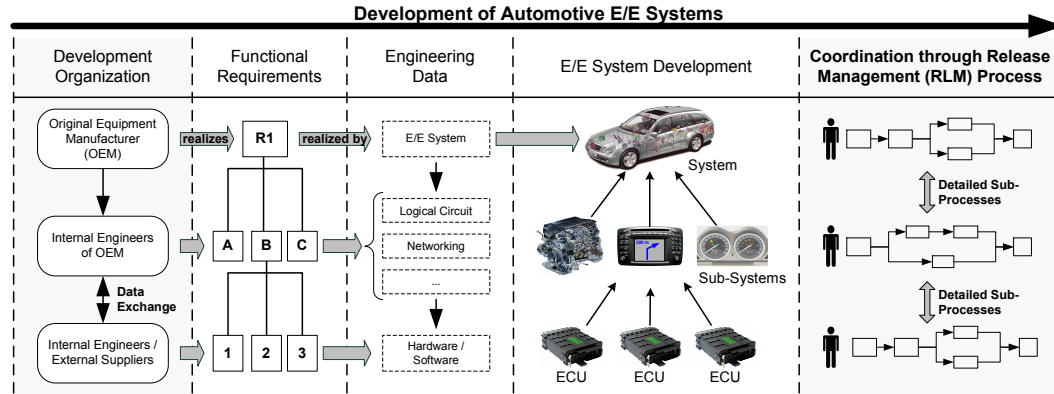 Development of Automotive E/E Systems
Development
Organization
Functional
Requirements
Engineering
Data
E/E System Development
Coordination through Release
Management (RLM) Process
Original Equipment
Manufacturer
(OEM)
realizes
R1
realized by
E/E System
System
Detailed Sub-
Processes
Internal Engineers
of OEM
A
B
C
Logical Circuit
Networking
...
Sub-Systems
Data
Exchange
Detailed Sub-
Processes
Internal Engineers /
External Suppliers
1
2
3
Hardware /
Software
ECU
ECU
ECU